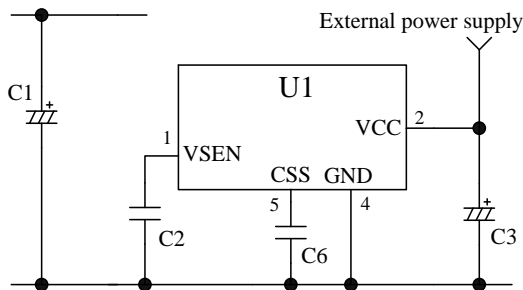 External power supply
C1
+
U1
1
VSEN
VCC
2
CSS
GND
5
4
+
C2
C6
C3